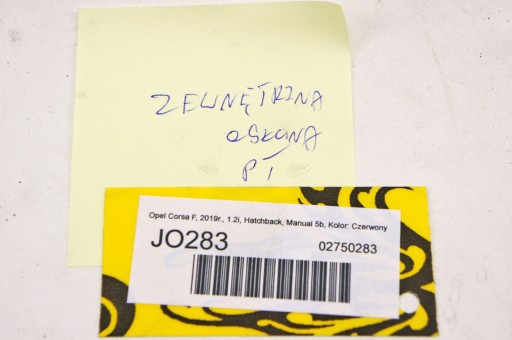 ZEWNĘTRZNA
OSŁONA
PT
Opel Corsa F, 2019r., 1.2i, Hatchback, Manual 5b, Kolor: Czerwony
JO283
02750283